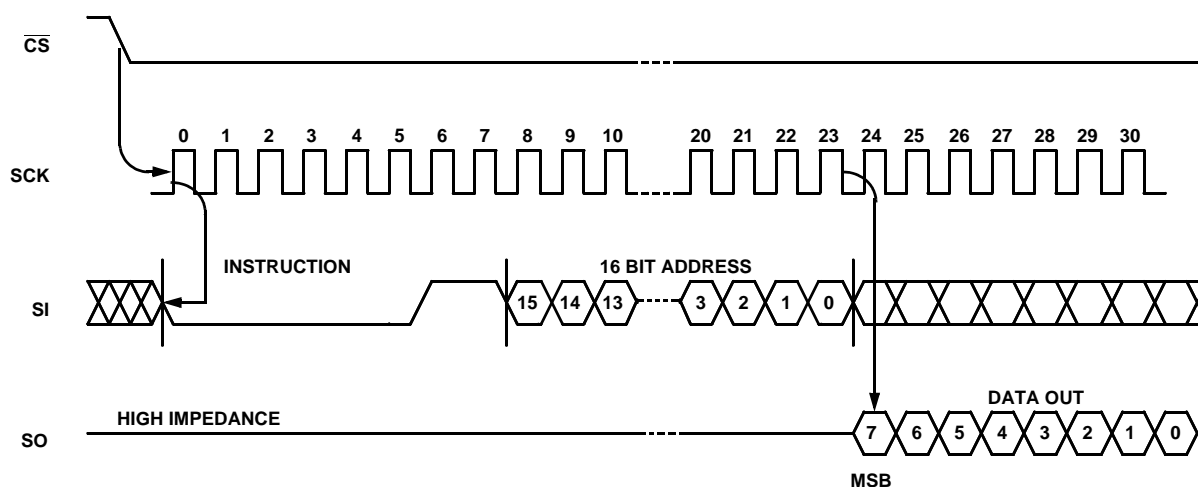 CS
0 1 2 3 4 5 6 7 8 9 10 20 21 22 23 24 25 26 27 28 29 30
SCK
INSTRUCTION
16 BIT ADDRESS
SI
15 14 13 3 2 1 0
DATA OUT
HIGH IMPEDANCE
SO
7 6 5 4 3 2 1 0
MSB